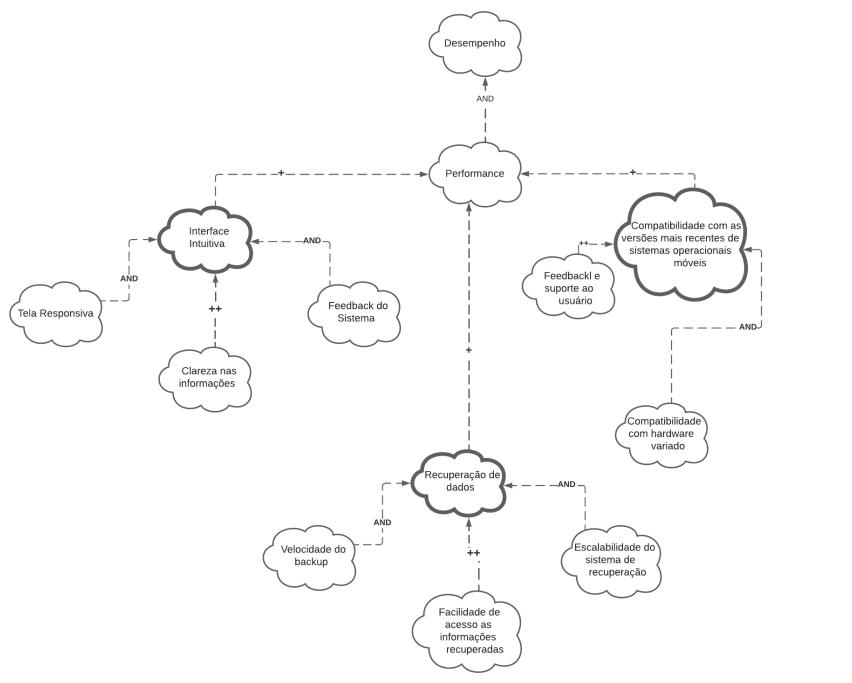 Desempenho
AND
Performance
+
+
Interface
Intuitiva
AND
Compatibilidade com as
versões mais recentes de
sistemas operacionais
móveis
++
AND
Feedbackl e
suporte ao
usuário
Tela Responsiva
++
Feedback do
Sistema
AND
+
Clareza nas
informações
Compatibilidade
com hardware
variado
Recuperação de
dados
AND
AND
Velocidade do
backup
++
Escalabilidade do
sistema de
recuperação
Facilidade de
acesso as
informações
recuperadas